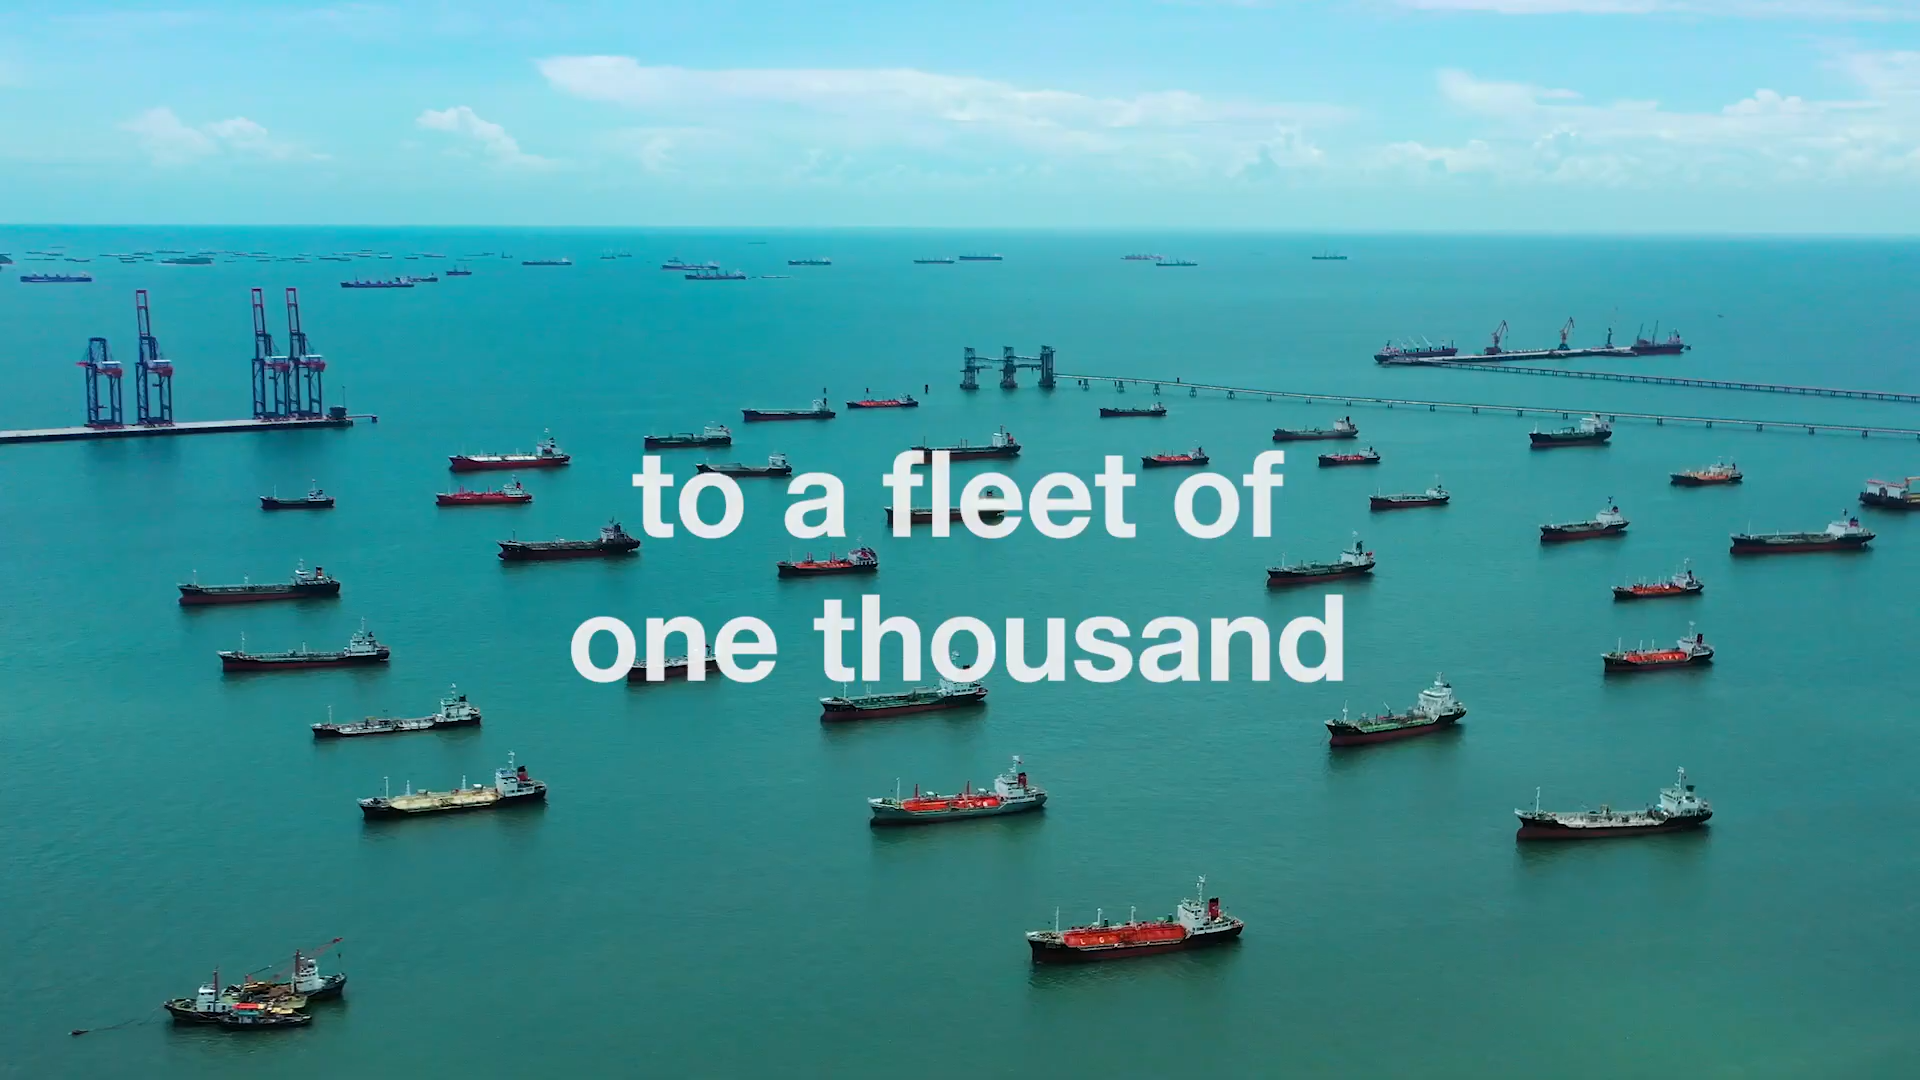 to a fleet of
one thousand